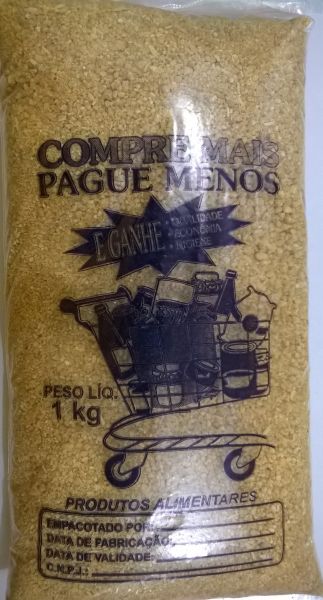 COMPRE MAIS
PAGUE MENOS
E GANHE
• QUALIDADE
• ECONOMIA
• HIGIENE
PESO LÍQ.
1 kg
PRODUTOS ALIMENTARES
EMPACOTADO POR:
DATA DE FABRICAÇÃO:
DATA DE VALIDADE:
C.N.P.J.: